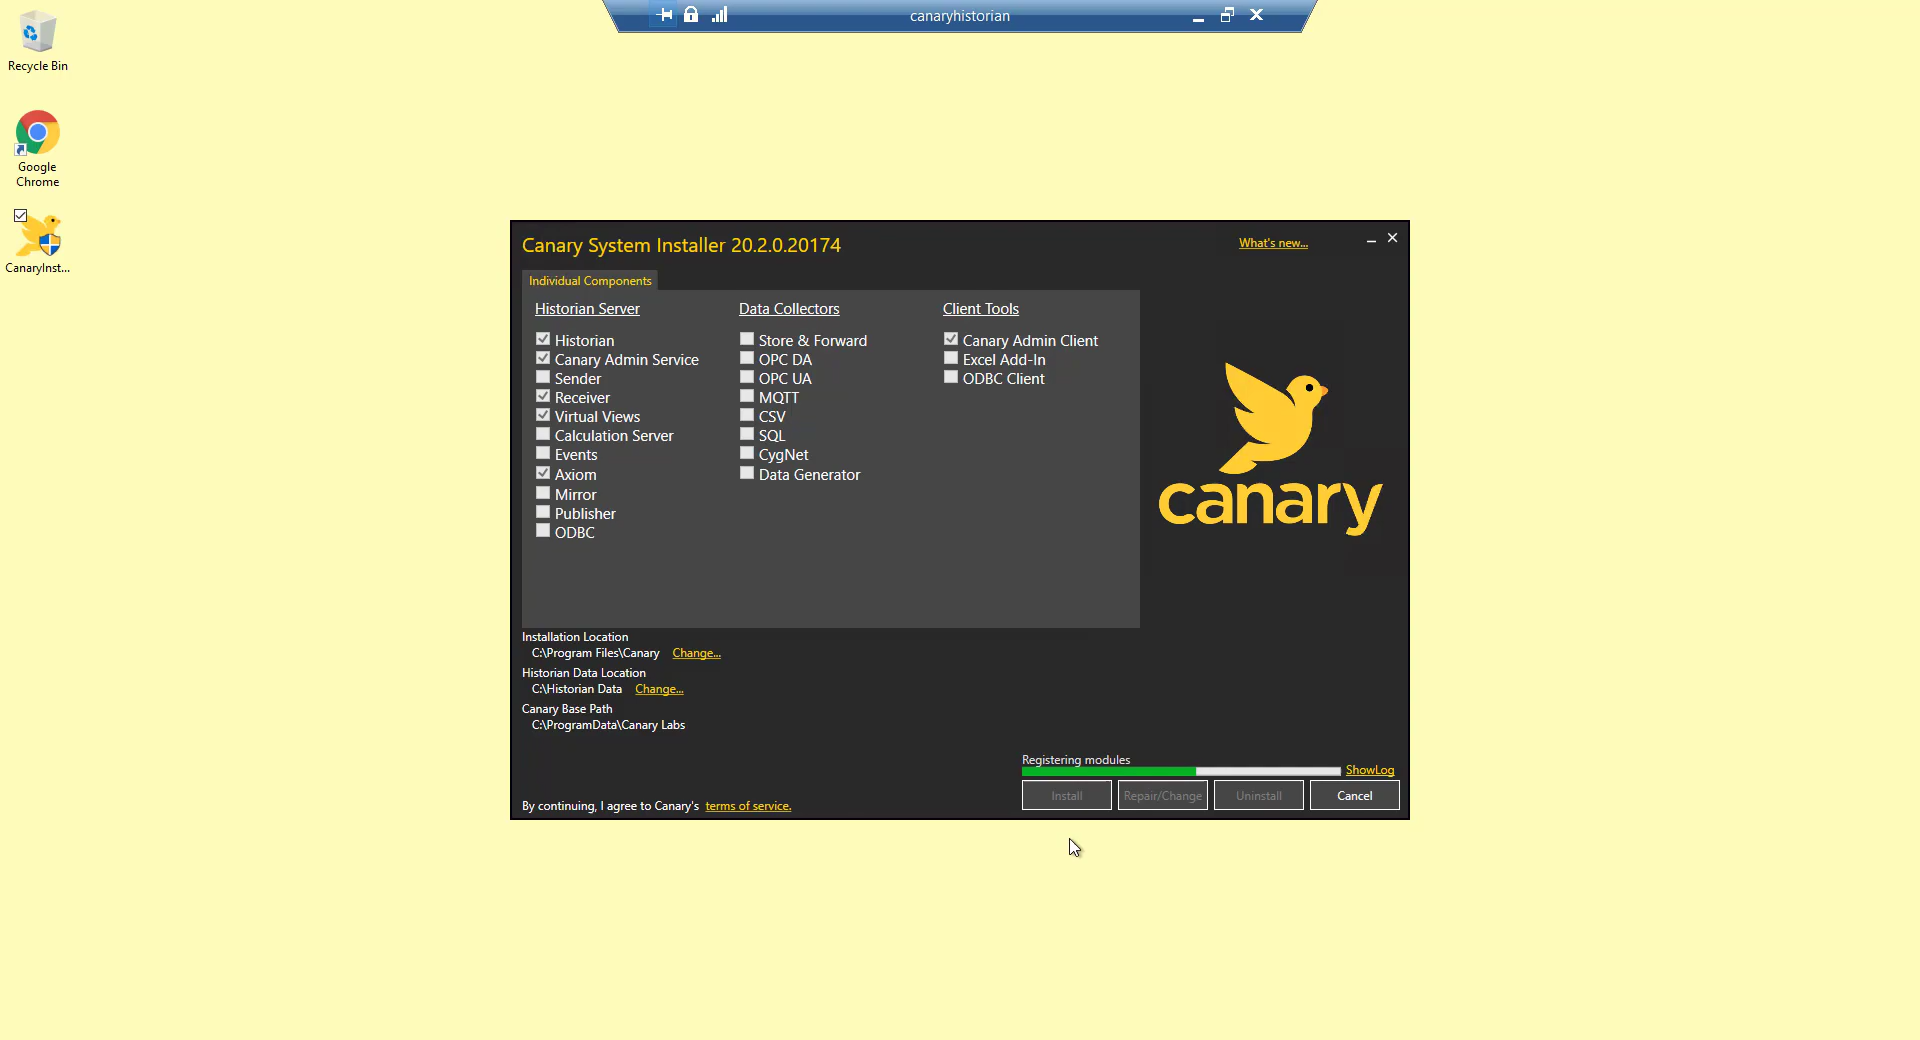 canaryhistorian
Recycle Bin
Google
Chrome
CanaryInst...
Canary System Installer 20.2.0.20174
What's new...
Individual Components
Historian Server
Historian
Canary Admin Service
Sender
Receiver
Virtual Views
Calculation Server
Events
Axiom
Mirror
Publisher
ODBC
Data Collectors
Store & Forward
OPC DA
OPC UA
MQTT
CSV
SQL
CygNet
Data Generator
Client Tools
Canary Admin Client
Excel Add-In
ODBC Client
canary
Installation Location
C:\Program Files\Canary Change...
Historian Data Location
C:\Historian Data Change...
Canary Base Path
C:\ProgramData\Canary Labs
Registering modules
ShowLog
Install Repair/Change Uninstall Cancel
By continuing, I agree to Canary's terms of service.